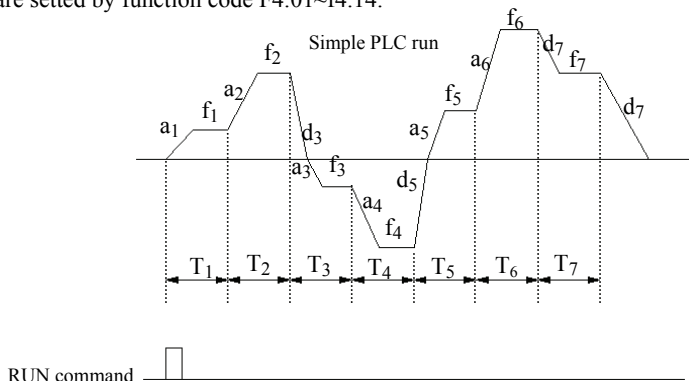 are setted by function code F4.01~f4.14.
Simple PLC run
a1 f1 a2 f2 d3 a3 f3 a4 f4 d5 a5 f5 a6 f6 d7 f7 d7
T1 T2 T3 T4 T5 T6 T7
RUN command